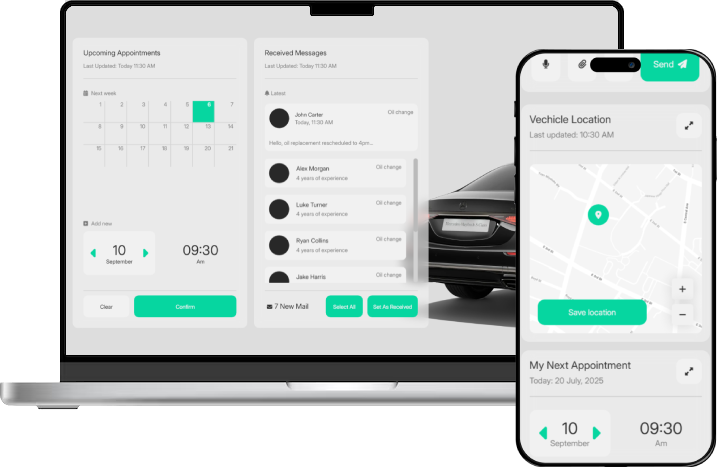 Upcoming Appointments
Last Updated: Today 11:30 AM
Next week
1 2 3 4 5 6 7
8 9 10 11 12 13 14
15 16 17 18 19 20 21
Add new
10
September
09:30
Am
Clear
Confirm
Received Messages
Last Updated: Today 11:30 AM
Latest
John Carter
Oil change
Today, 11:30 AM
Hello, oil replacement rescheduled to 4pm...
Alex Morgan
Oil change
4 years of experience
Luke Turner
Oil change
4 years of experience
Ryan Collins
Oil change
4 years of experience
Jake Harris
Oil change
7 New Mail
Select All
Set As Received
Send
Vechicle Location
Last updated: 10:30 AM
+
−
Save location
My Next Appointment
Today: 20 July, 2025
10
September
09:30
Am